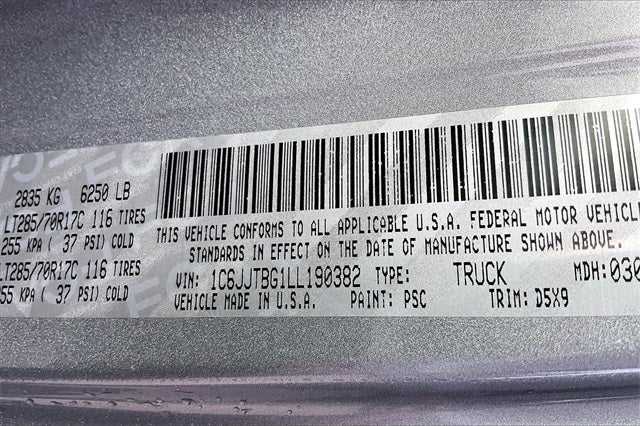 2835 KG 6250 LB
LT285/70R17C 116 TIRES
255 KPA ( 37 PSI) COLD
LT285/70R17C 116 TIRES
255 KPA ( 37 PSI) COLD
THIS VEHICLE CONFORMS TO ALL APPLICABLE U.S.A. FEDERAL MOTOR VEHICLE
STANDARDS IN EFFECT ON THE DATE OF MANUFACTURE SHOWN ABOVE.
VIN: 1C6JJTBG1LL190382 TYPE: TRUCK MDH: 030
VEHICLE MADE IN U.S.A. PAINT: PSC TRIM: D5X9